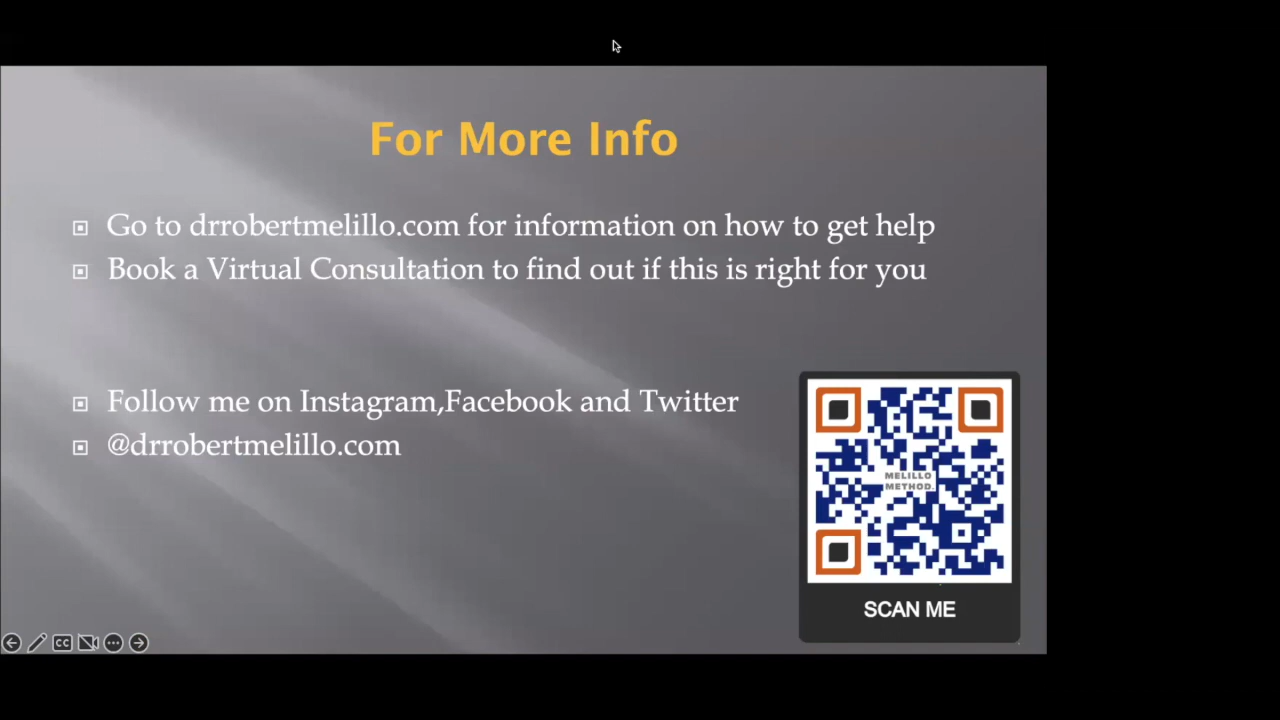 For More Info
Go to drrobertmelillo.com for information on how to get help
Book a Virtual Consultation to find out if this is right for you
Follow me on Instagram,Facebook and Twitter
@drrobertmelillo.com
MELILLO
METHOD.
SCAN ME
CC